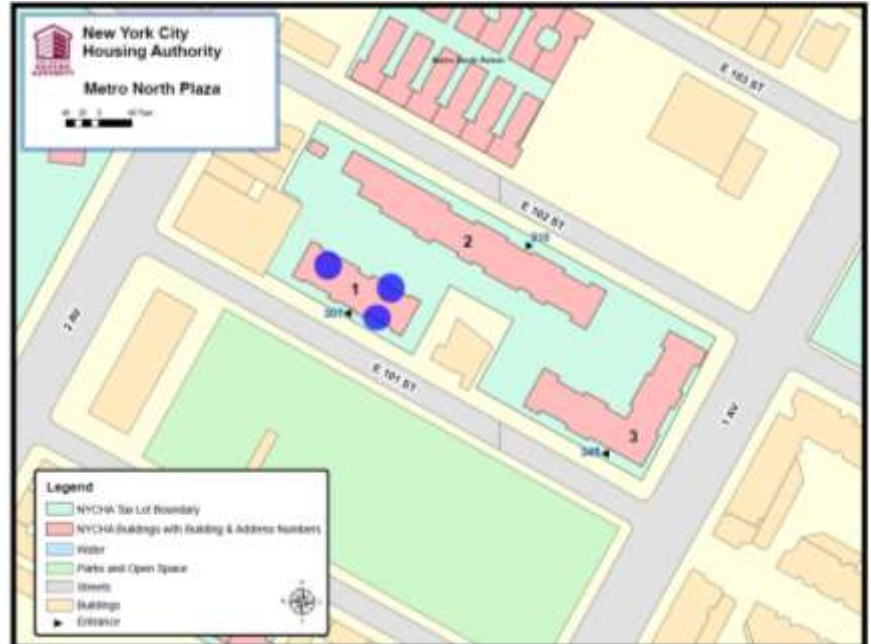 New York City
Housing Authority
Metro North Plaza
E 103 ST
E 102 ST
2
1
E 101 ST
2 AV
1 AV
3
Legend
NYCHA Tax Lot Boundary
NYCHA Buildings with Building & Address Numbers
Water
Parks and Open Space
Streets
Buildings
Entrance